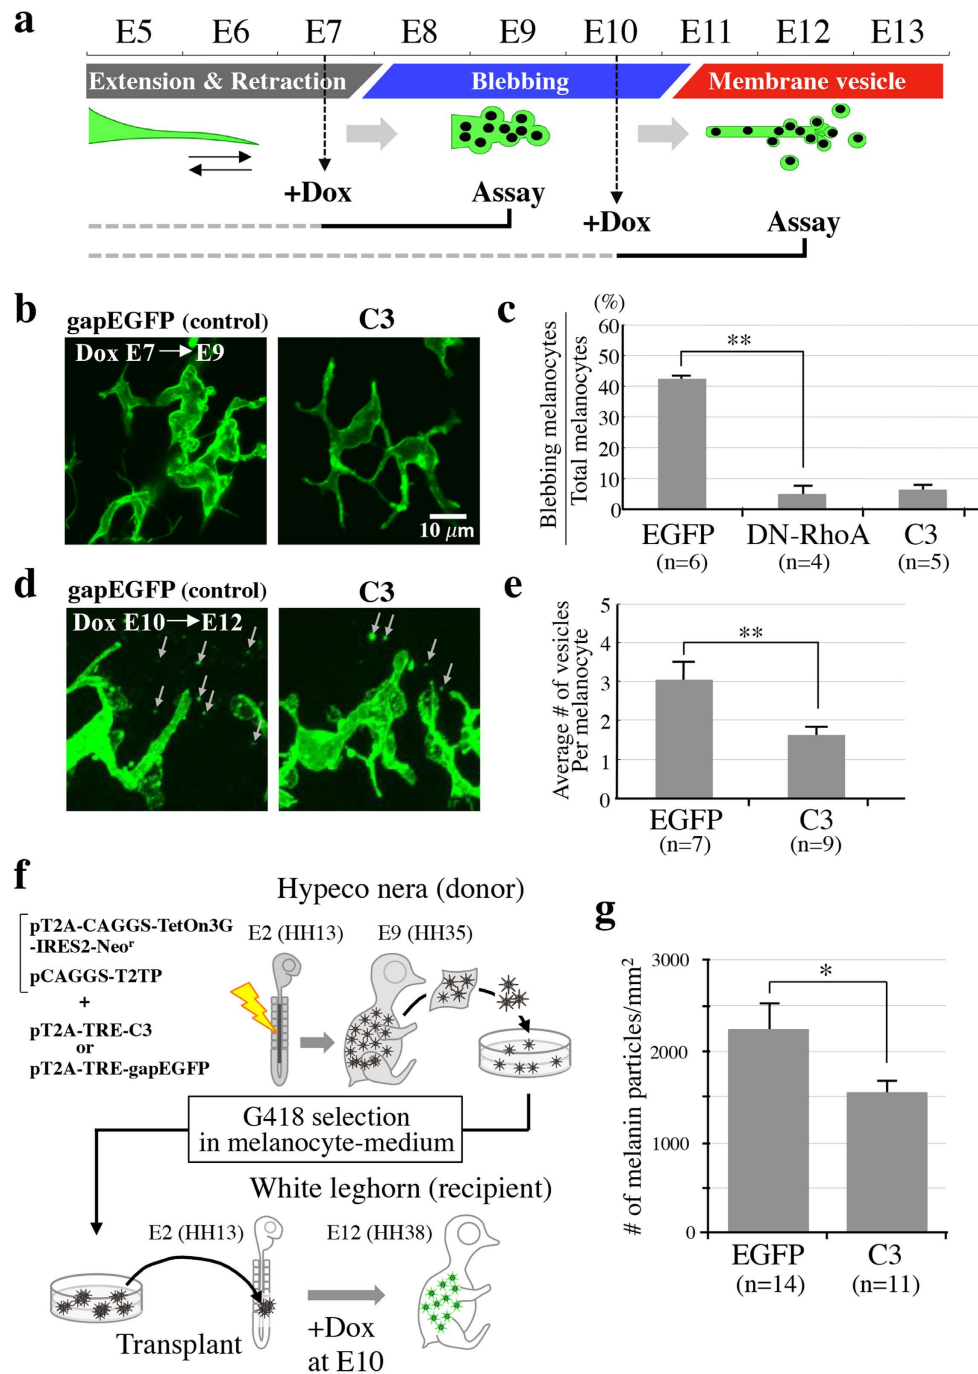 a
E5 E6 E7 E8 E9 E10 E11 E12 E13
Extension & Retraction Blebbing Membrane vesicle
+Dox Assay
+Dox Assay
b
gapEGFP (control) C3
Dox E7 → E9
10 μm
c
(%)
Blebbing melanocytes
Total melanocytes
60
50
40
30
20
10
0
EGFP DN-RhoA C3
(n=6) (n=4) (n=5)
**
d
gapEGFP (control) C3
Dox E10 → E12
e
Average # of vesicles
Per melanocyte
5
4
3
2
1
0
**
EGFP C3
(n=7) (n=9)
f
Hypeco nera (donor)
pT2A-CAGGS-TetOn3G
-IRES2-Neoʳ
pCAGGS-T2TP
+
pT2A-TRE-C3
or
pT2A-TRE-gapEGFP
E2 (HH13) E9 (HH35)
G418 selection
in melanocyte-medium
White leghorn (recipient)
E2 (HH13) E12 (HH38)
Transplant
+Dox
at E10
g
# of melanin particles/mm²
3000
2000
1000
0
*
EGFP C3
(n=14) (n=11)